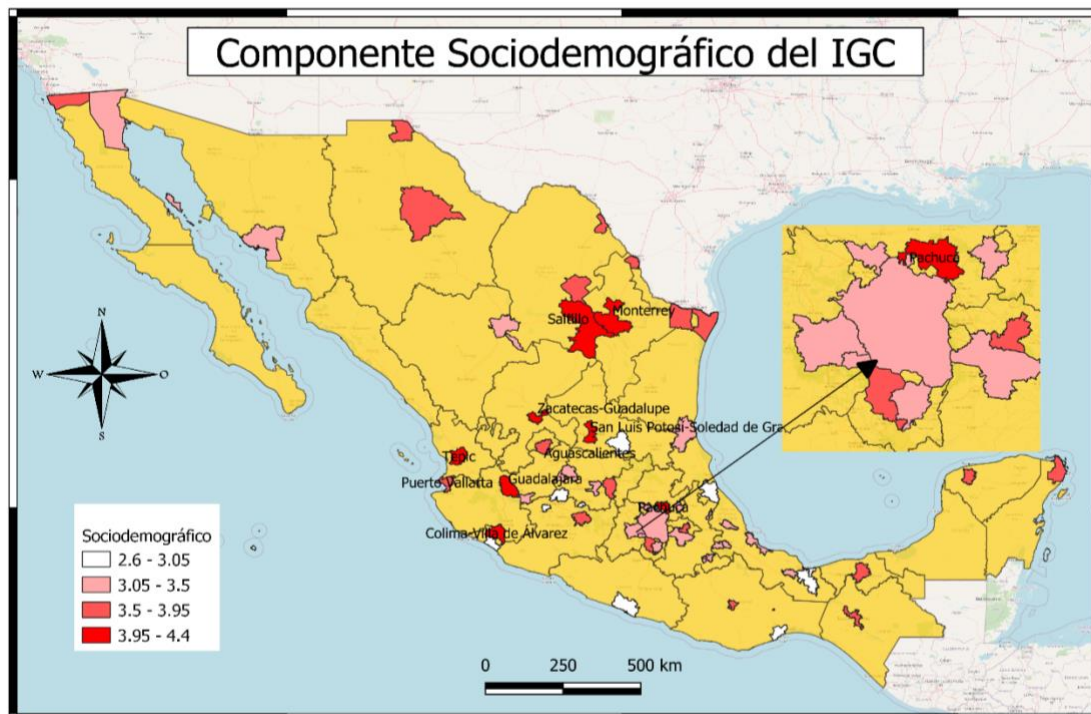 Componente Sociodemográfico del IGC
Pachuca
N
W
O
S
Saltillo
Monterrey
Zacatecas-Guadalupe
San Luis Potosí-Soledad de Gra
Tepic
Aguascalientes
Puerto Vallarta
Guadalajara
Pachuca
Colima-Villa de Álvarez
Sociodemográfico
2.6 - 3.05
3.05 - 3.5
3.5 - 3.95
3.95 - 4.4
0 250 500 km